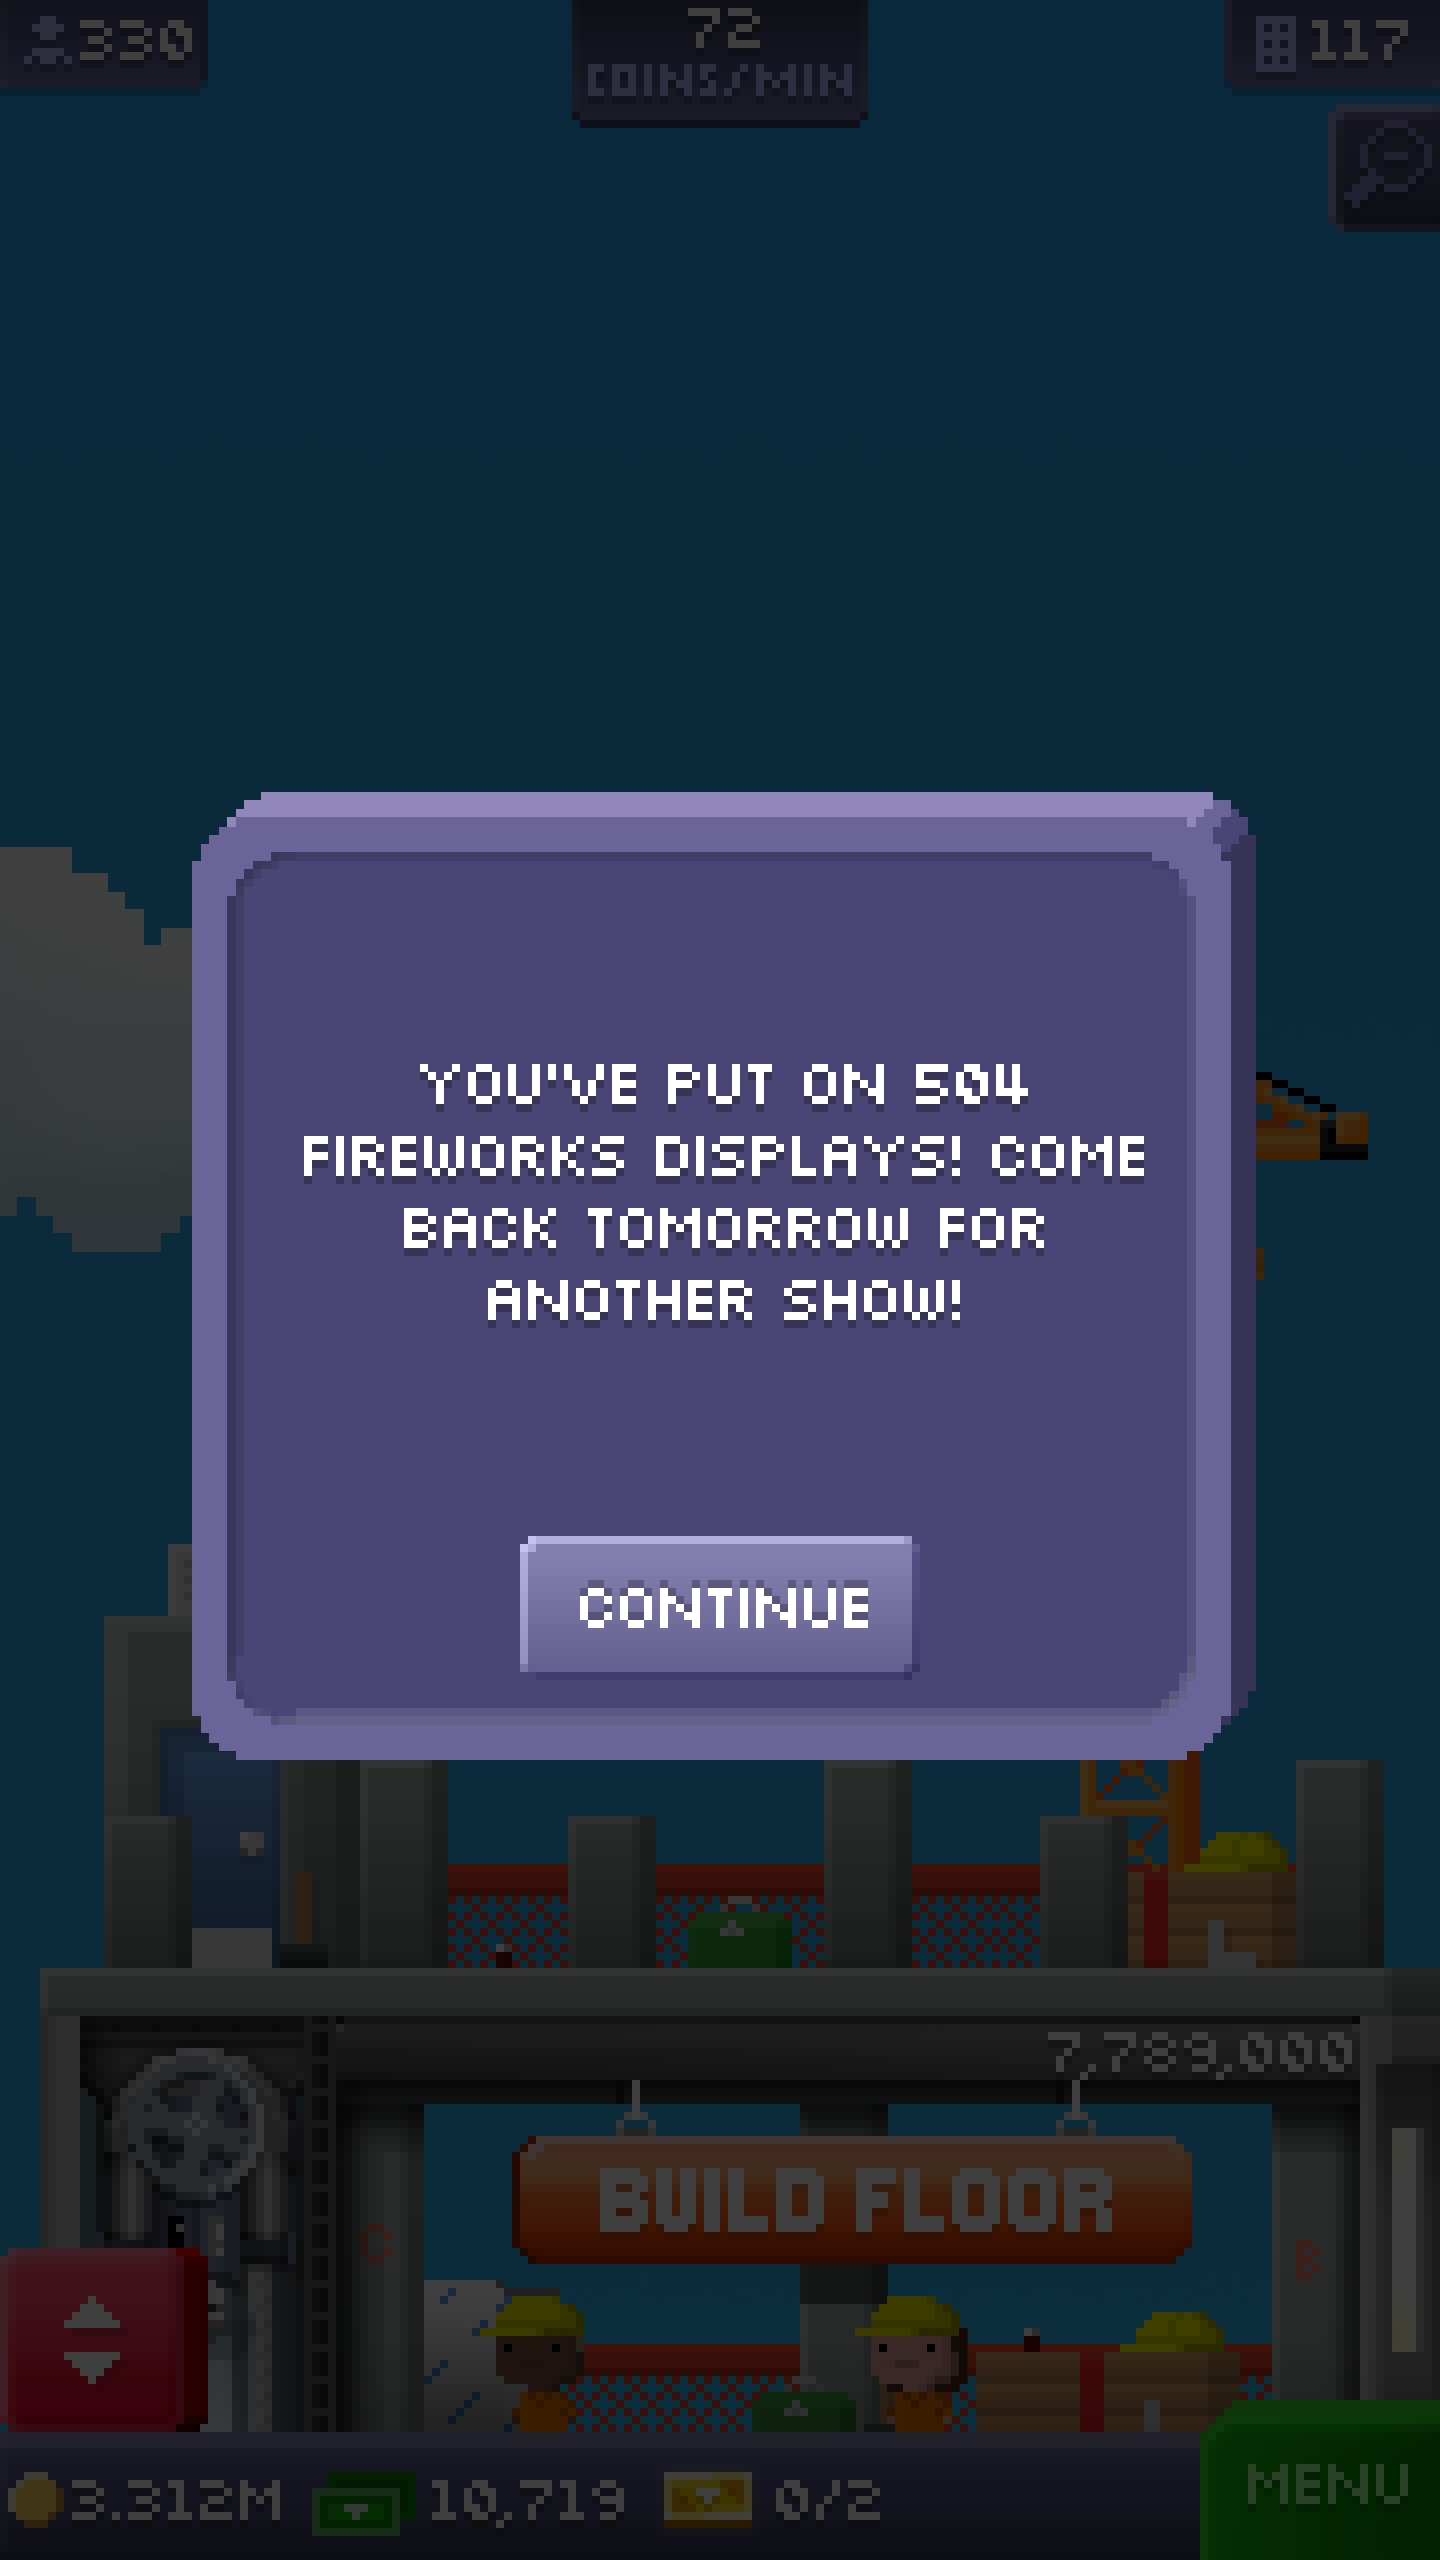 330
72
COINS/MIN
117
YOU'VE PUT ON 504
FIREWORKS DISPLAYS! COME
BACK TOMORROW FOR
ANOTHER SHOW!
CONTINUE
7,789,000
BUILD FLOOR
C
B
3.312M
10,719
0/2
MENU